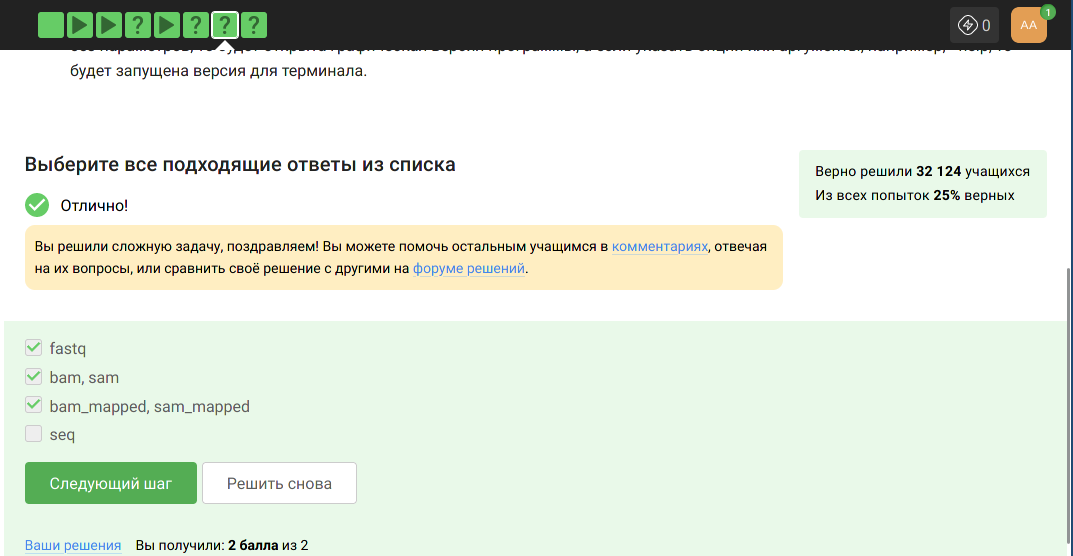 ? ? ? ?
0
AA
1
будет запущена версия для терминала.
Выберите все подходящие ответы из списка
Верно решили 32 124 учащихся
Из всех попыток 25% верных
Отлично!
Вы решили сложную задачу, поздравляем! Вы можете помочь остальным учащимся в комментариях, отвечая
на их вопросы, или сравнить своё решение с другими на форуме решений.
fastq
bam, sam
bam_mapped, sam_mapped
seq
Следующий шаг
Решить снова
Ваши решения Вы получили: 2 балла из 2